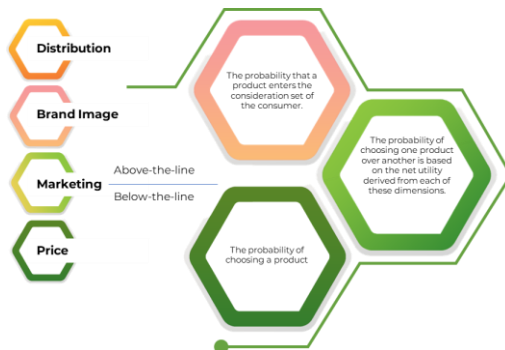 Distribution
Brand Image
Marketing
Above-the-line
Below-the-line
Price
The probability that a
product enters the
consideration set of
the consumer.
The probability of
choosing one product
over another is based
on the net utility
derived from each of
these dimensions.
The probability of
choosing a product